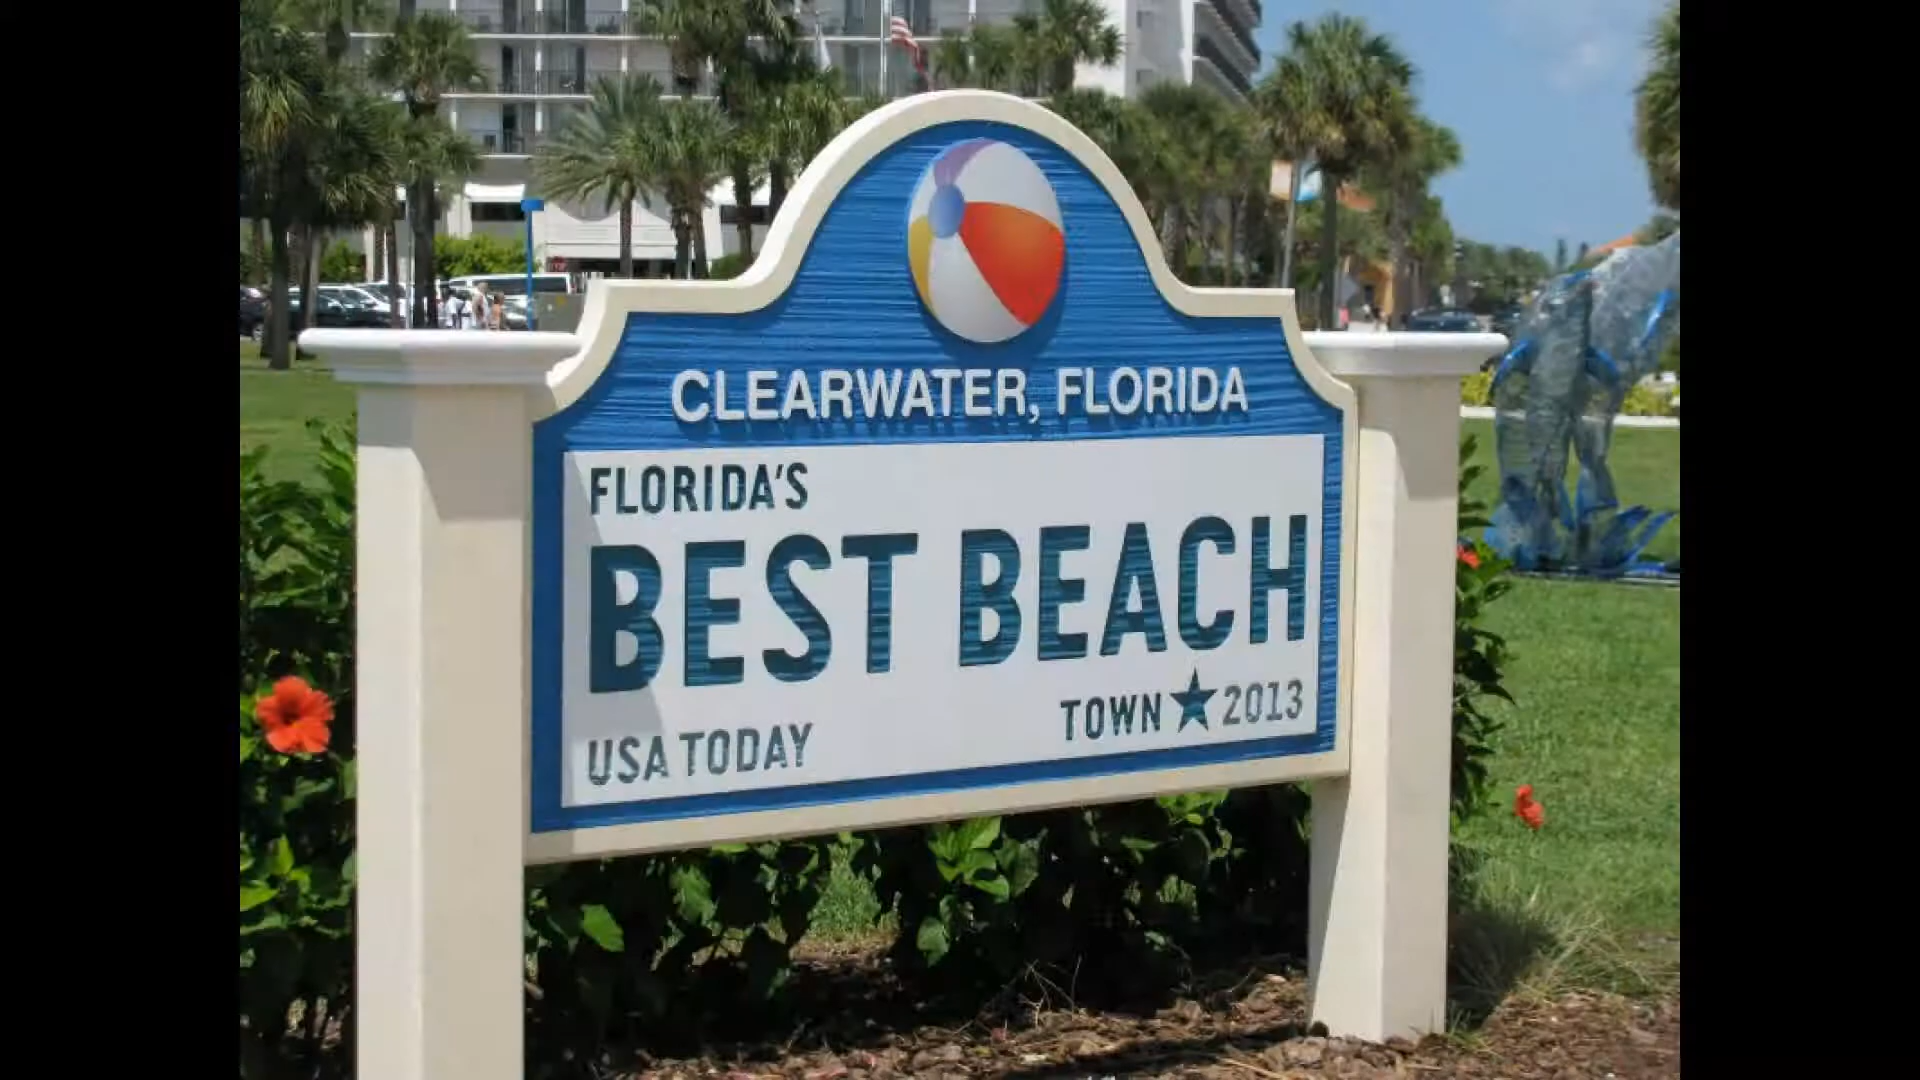 CLEARWATER, FLORIDA
FLORIDA'S
BEST BEACH
TOWN ★ 2013
USA TODAY